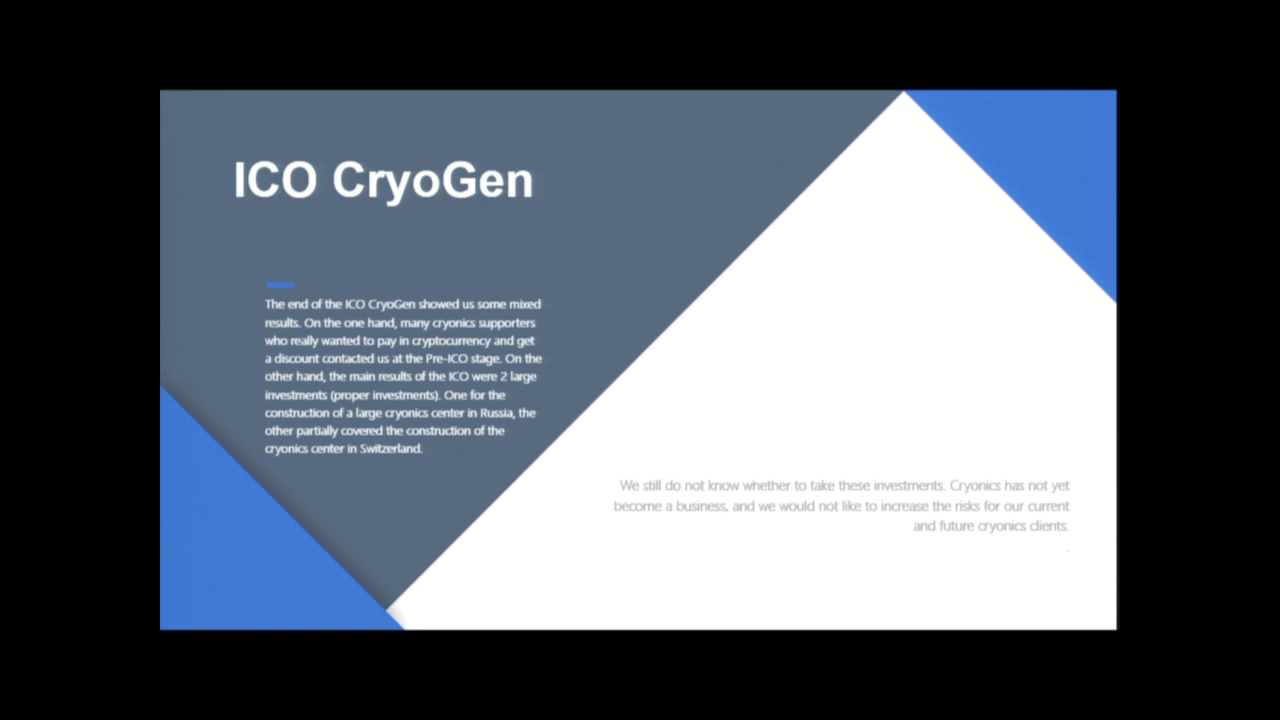 ICO CryoGen
The end of the ICO CryoGen showed us some mixed
results. On the one hand, many cryonics supporters
who really wanted to pay in cryptocurrency and get
a discount contacted us at the Pre-ICO stage. On the
other hand, the main results of the ICO were 2 large
investments (proper investments). One for the
construction of a large cryonics center in Russia, the
other partially covered the construction of the
cryonics center in Switzerland.
We still do not know whether to take these investments. Cryonics has not yet
become a business, and we would not like to increase the risks for our current
and future cryonics clients.
.